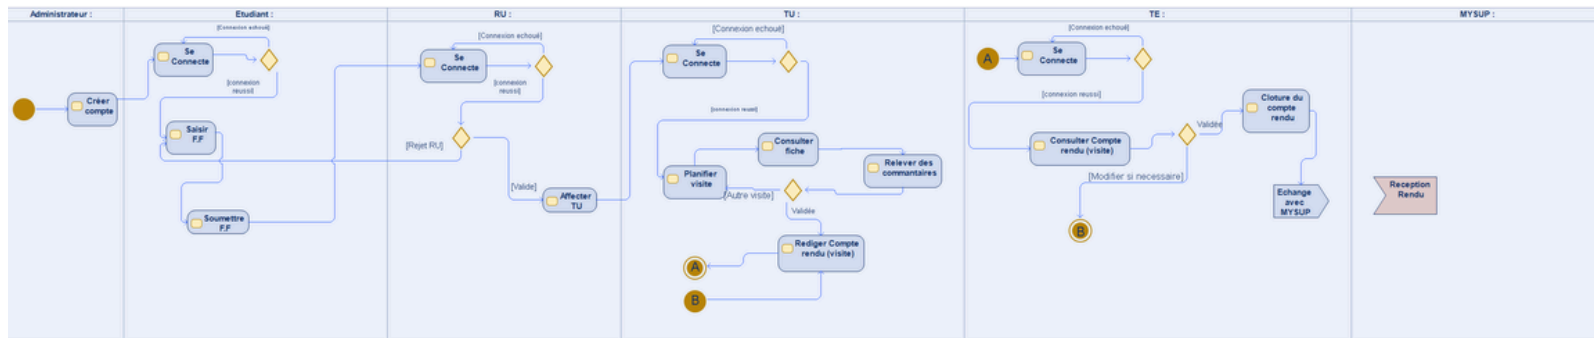 Administrateur :
Etudiant :
RU :
TU :
TE :
MYSUP :
Créer
compte
[Connexion echoué]
Se
Connecte
[connexion
reussi]
Saisir
F.F
Soumettre
F.F
[Connexion echoué]
Se
Connecte
[connexion
reussi]
[Rejet RU]
[Valide]
Affecter
TU
[Connexion echoué]
Se
Connecte
[connexion reussi]
Planifier
visite
Consulter
fiche
Relever des
commantaires
[Autre visite]
Validée
Rediger Compte
rendu (visite)
A
B
[Connexion echoué]
A
Se
Connecte
[connexion reussi]
Consulter Compte
rendu (visite)
Validée
Cloture du
compte
rendu
[Modifier si necessaire]
B
Echange
avec
MYSUP
Reception
Rendu